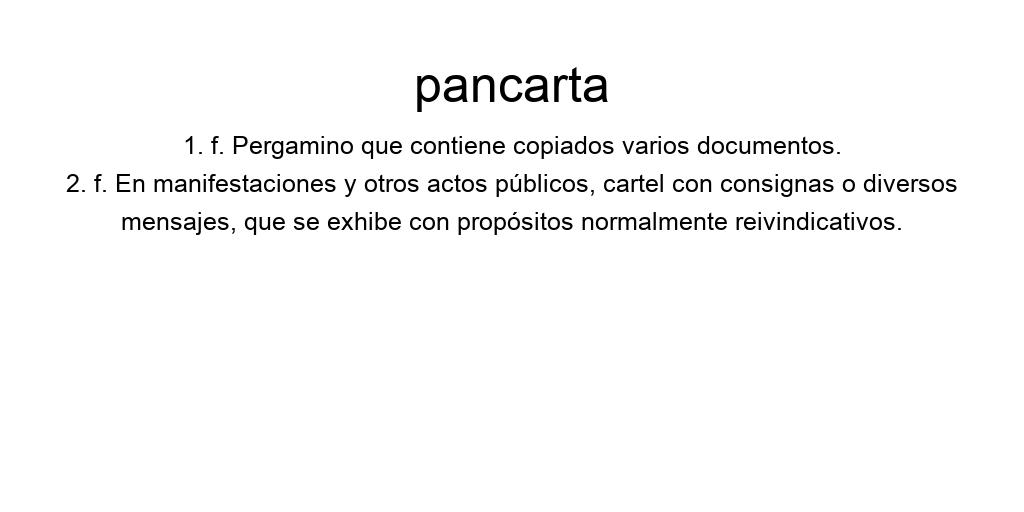 pancarta
1. f. Pergamino que contiene copiados varios documentos.
2. f. En manifestaciones y otros actos públicos, cartel con consignas o diversos
mensajes, que se exhibe con propósitos normalmente reivindicativos.